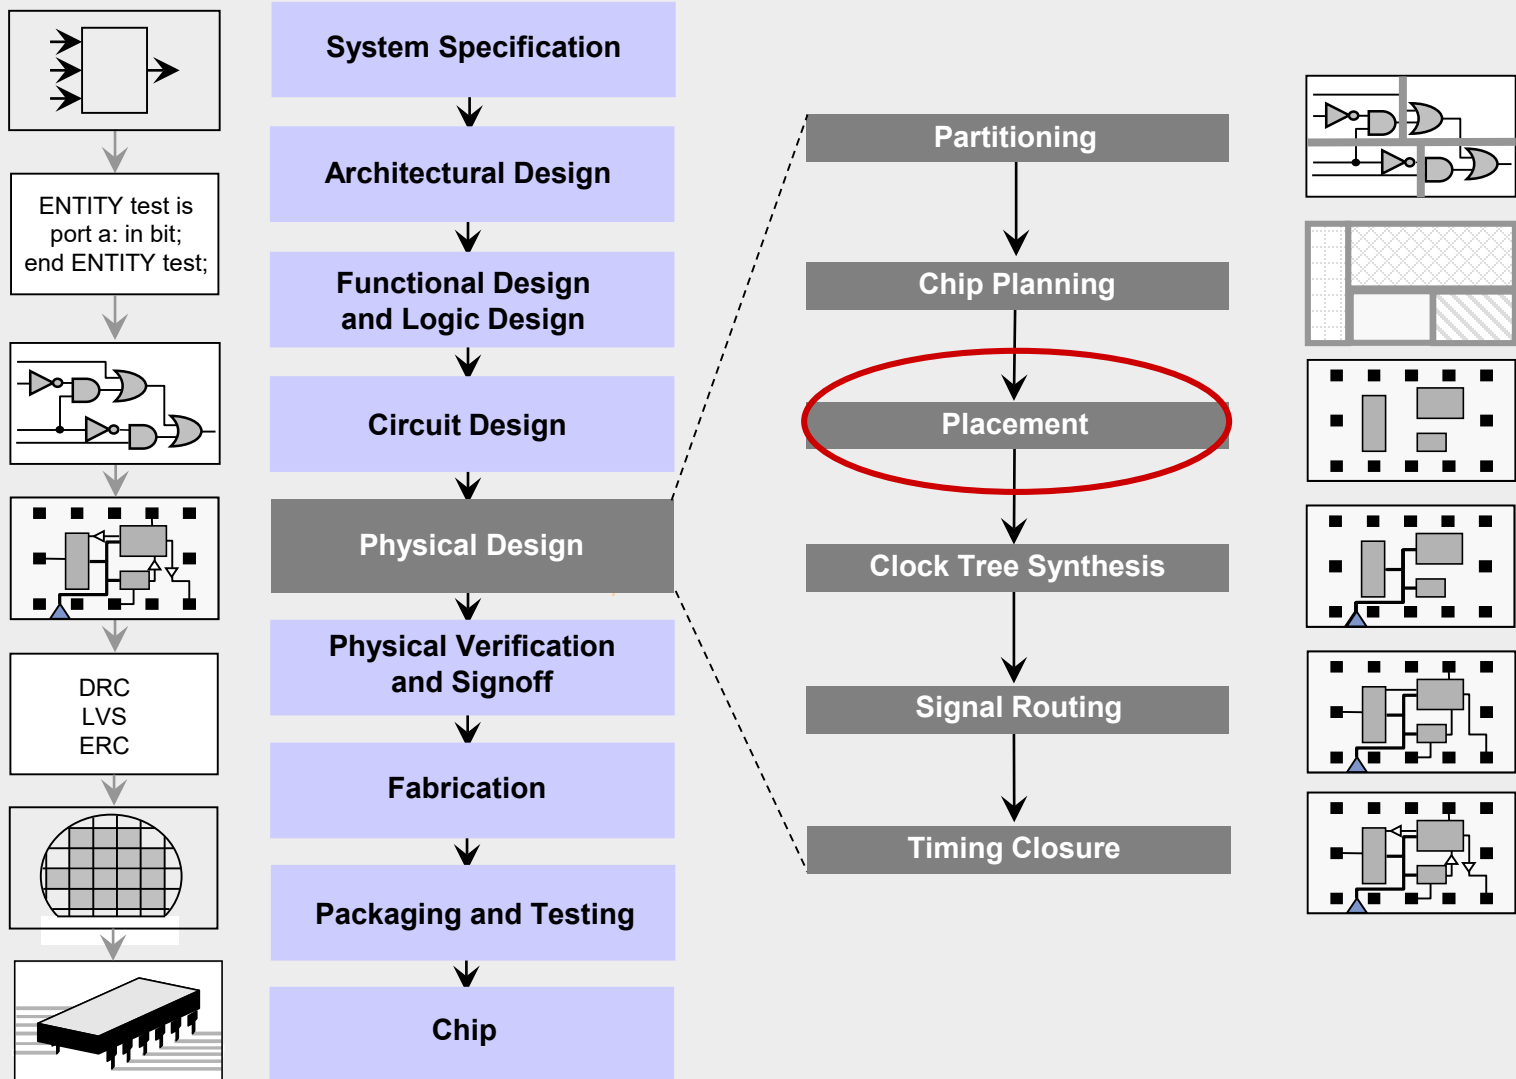 System Specification
Architectural Design
ENTITY test is
port a: in bit;
end ENTITY test;
Functional Design
and Logic Design
Circuit Design
Physical Design
Physical Verification
and Signoff
DRC
LVS
ERC
Fabrication
Packaging and Testing
Chip
Partitioning
Chip Planning
Placement
Clock Tree Synthesis
Signal Routing
Timing Closure